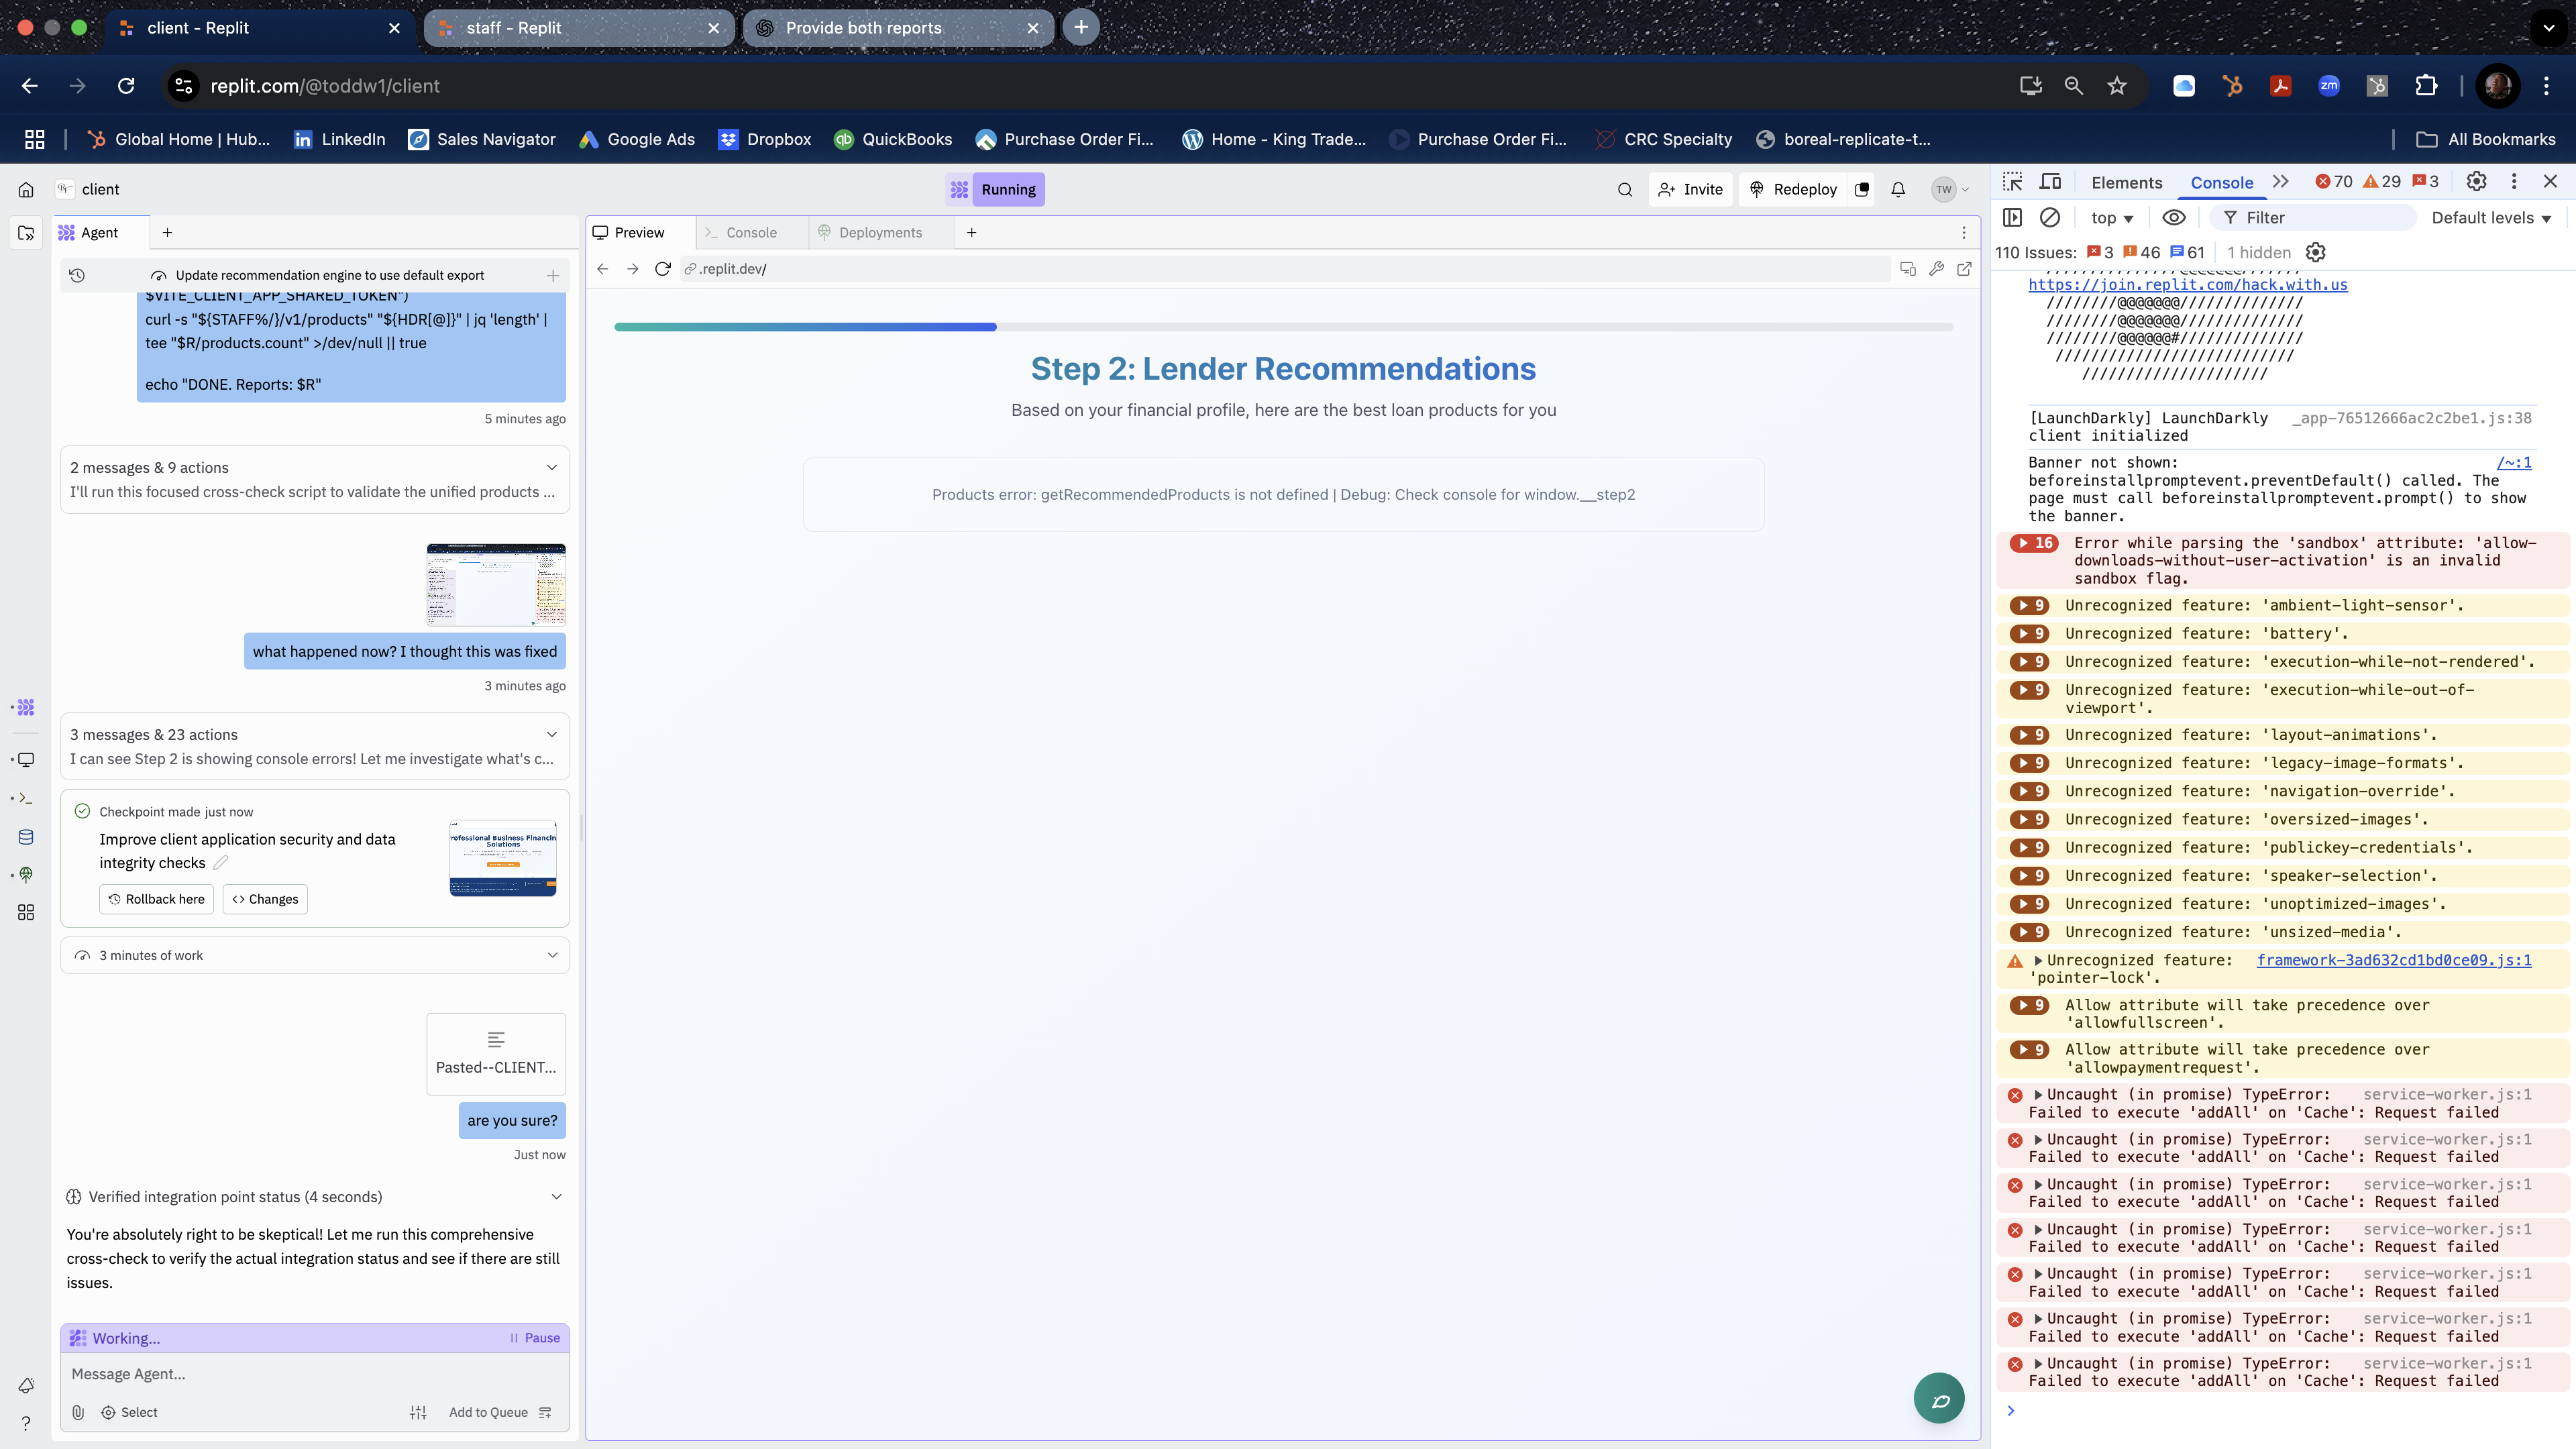 client - Replit
staff - Replit
Provide both reports
replit.com/@toddw1/client
zm
Global Home | Hub...
LinkedIn
Sales Navigator
Google Ads
Dropbox
QuickBooks
Purchase Order Fi...
Home - King Trade...
Purchase Order Fi...
CRC Specialty
boreal-replicate-t...
All Bookmarks
client
Running
Invite
Redeploy
TW
Agent
Update recommendation engine to use default export
$VITE_CLIENT_APP_SHARED_TOKEN")
curl -s "${STAFF%/}/v1/products" "${HDR[@]}" | jq 'length' |
tee "$R/products.count" >/dev/null || true
echo "DONE. Reports: $R"
5 minutes ago
2 messages & 9 actions
I'll run this focused cross-check script to validate the unified products ...
what happened now? I thought this was fixed
3 minutes ago
3 messages & 23 actions
I can see Step 2 is showing console errors! Let me investigate what's c...
Checkpoint made just now
Improve client application security and data
integrity checks
rofessional Business Financin
Solutions
Rollback here
Changes
3 minutes of work
Pasted--CLIENT...
are you sure?
Just now
Verified integration point status (4 seconds)
You're absolutely right to be skeptical! Let me run this comprehensive
cross-check to verify the actual integration status and see if there are still
issues.
Working...
Pause
Message Agent...
Select
Add to Queue
Preview
Console
Deployments
.replit.dev/
Step 2: Lender Recommendations
Based on your financial profile, here are the best loan products for you
Products error: getRecommendedProducts is not defined | Debug: Check console for window.__step2
Elements
Console
70
29
3
top
Filter
Default levels
110 Issues:
3
46
61
1 hidden
https://join.replit.com/hack.with.us
////////@@@@@@@//////////////
////////@@@@@@@//////////////
////////@@@@@@#//////////////
///////////////////////////
/////////////////////
[LaunchDarkly] LaunchDarkly
_app-76512666ac2c2be1.js:38
client initialized
Banner not shown:
/~:1
beforeinstallpromptevent.preventDefault() called. The
page must call beforeinstallpromptevent.prompt() to show
the banner.
16
Error while parsing the 'sandbox' attribute: 'allow-
downloads-without-user-activation' is an invalid
sandbox flag.
9 Unrecognized feature: 'ambient-light-sensor'.
9 Unrecognized feature: 'battery'.
9 Unrecognized feature: 'execution-while-not-rendered'.
9 Unrecognized feature: 'execution-while-out-of-
viewport'.
9 Unrecognized feature: 'layout-animations'.
9 Unrecognized feature: 'legacy-image-formats'.
9 Unrecognized feature: 'navigation-override'.
9 Unrecognized feature: 'oversized-images'.
9 Unrecognized feature: 'publickey-credentials'.
9 Unrecognized feature: 'speaker-selection'.
9 Unrecognized feature: 'unoptimized-images'.
9 Unrecognized feature: 'unsized-media'.
Unrecognized feature:
framework-3ad632cd1bd0ce09.js:1
'pointer-lock'.
9 Allow attribute will take precedence over
'allowfullscreen'.
9 Allow attribute will take precedence over
'allowpaymentrequest'.
Uncaught (in promise) TypeError: service-worker.js:1
Failed to execute 'addAll' on 'Cache': Request failed
Uncaught (in promise) TypeError: service-worker.js:1
Failed to execute 'addAll' on 'Cache': Request failed
Uncaught (in promise) TypeError: service-worker.js:1
Failed to execute 'addAll' on 'Cache': Request failed
Uncaught (in promise) TypeError: service-worker.js:1
Failed to execute 'addAll' on 'Cache': Request failed
Uncaught (in promise) TypeError: service-worker.js:1
Failed to execute 'addAll' on 'Cache': Request failed
Uncaught (in promise) TypeError: service-worker.js:1
Failed to execute 'addAll' on 'Cache': Request failed
Uncaught (in promise) TypeError: service-worker.js:1
Failed to execute 'addAll' on 'Cache': Request failed